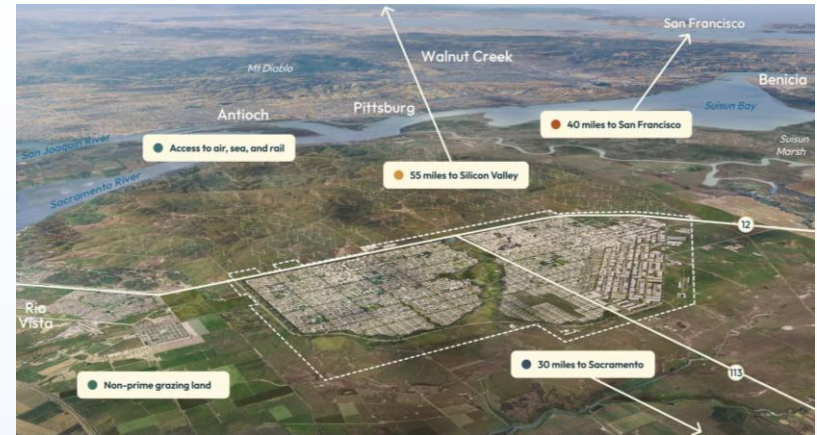 San Francisco
Walnut Creek
Mt Diablo
Benicia
Antioch
Pittsburg
Suisun Bay
40 miles to San Francisco
San Joaquin River
Access to air, sea, and rail
Suisun
Marsh
55 miles to Silicon Valley
Sacramento River
12
Rio
Vista
30 miles to Sacramento
113
Non-prime grazing land